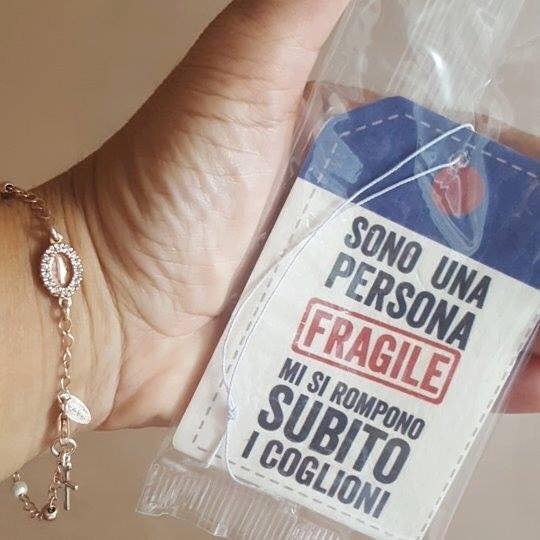 SONO UNA
PERSONA
FRAGILE
MI SI ROMPONO
SUBITO
I COGLIONI